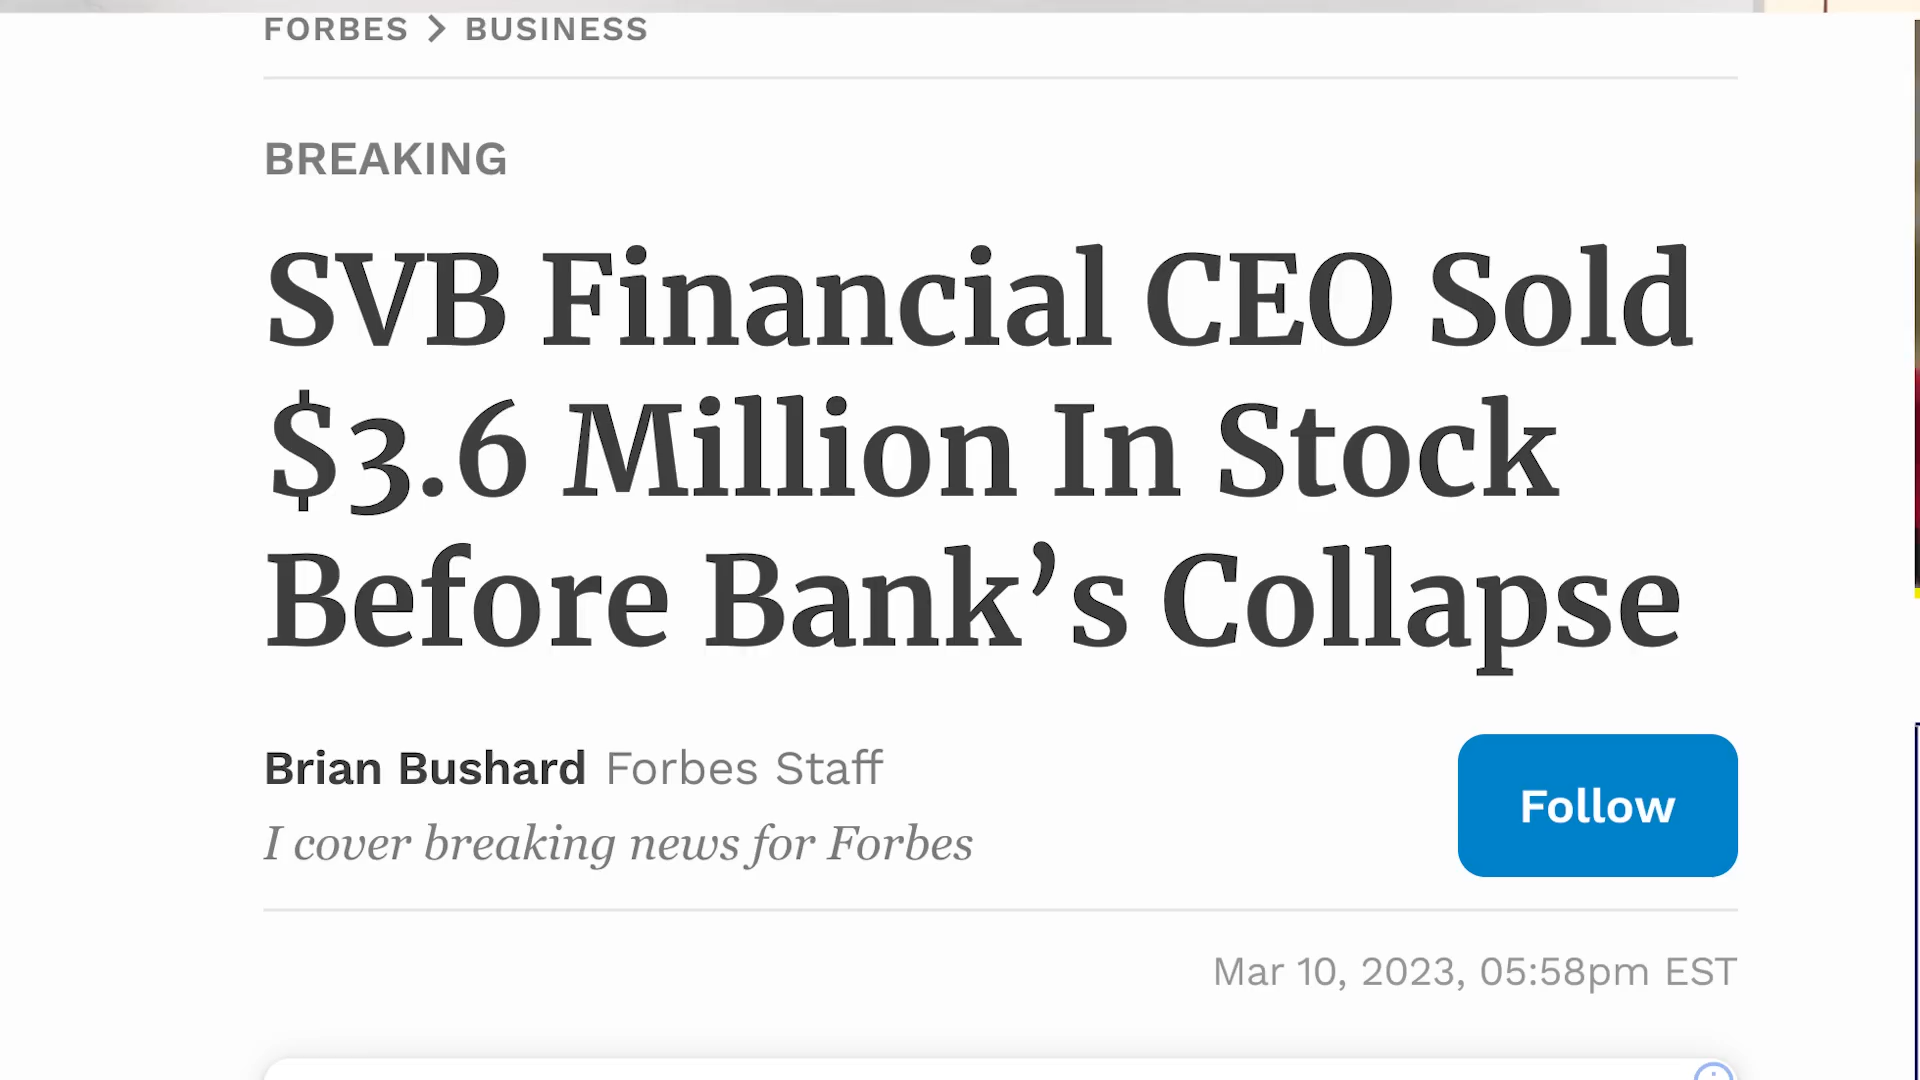 FORBES > BUSINESS
BREAKING
SVB Financial CEO Sold
$3.6 Million In Stock
Before Bank’s Collapse
Brian Bushard Forbes Staff
I cover breaking news for Forbes
Follow
Mar 10, 2023, 05:58pm EST